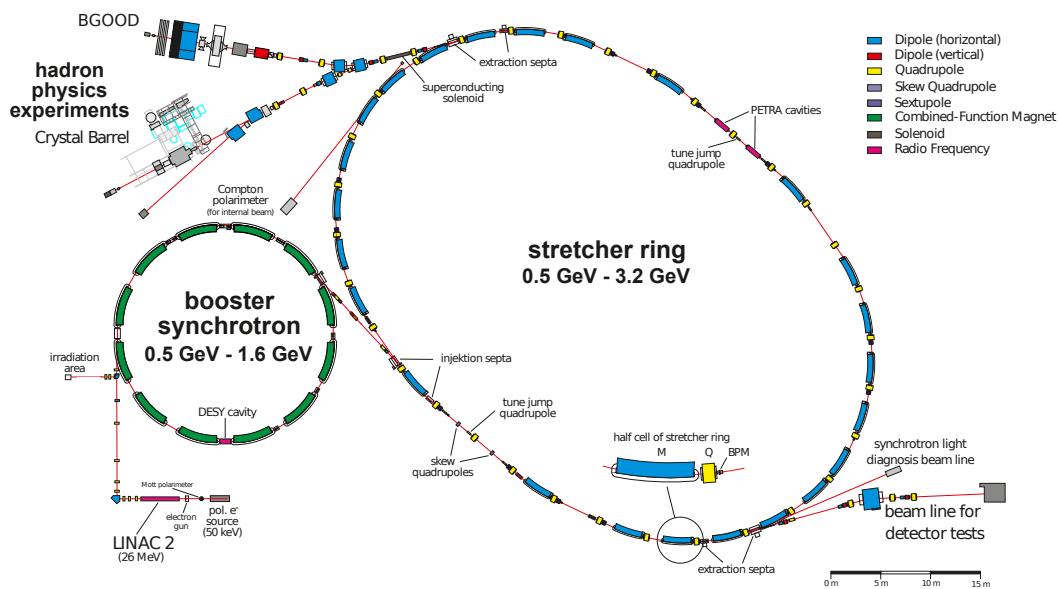 BGOOD
hadron
physics
experiments
Crystal Barrel
extraction septa
superconducting
solenoid
PETRA cavities
tune jump
quadrupole
Dipole (horizontal)
Dipole (vertical)
Quadrupole
Skew Quadrupole
Sextupole
Combined-Function Magnet
Solenoid
Radio Frequency
Compton
polarimeter
(for internal beam)
stretcher ring
0.5 GeV - 3.2 GeV
booster
synchrotron
0.5 GeV - 1.6 GeV
irradiation
area
injektion septa
DESY cavity
tune jump
quadrupole
skew
quadrupoles
half cell of stretcher ring
M
Q
BPM
synchrotron light
diagnosis beam line
Mott polarimeter
electron
gun
pol. e⁻
source
(50 keV)
LINAC 2
(26 MeV)
beam line for
detector tests
extraction septa
0 m
5 m
10 m
15 m